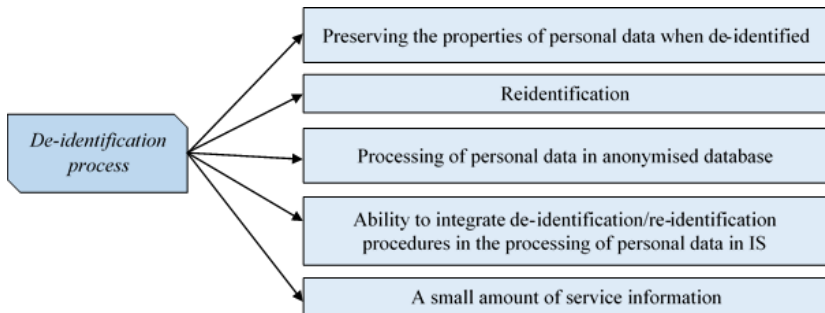 De-identification
process
Preserving the properties of personal data when de-identified
Reidentification
Processing of personal data in anonymised database
Ability to integrate de-identification/re-identification
procedures in the processing of personal data in IS
A small amount of service information